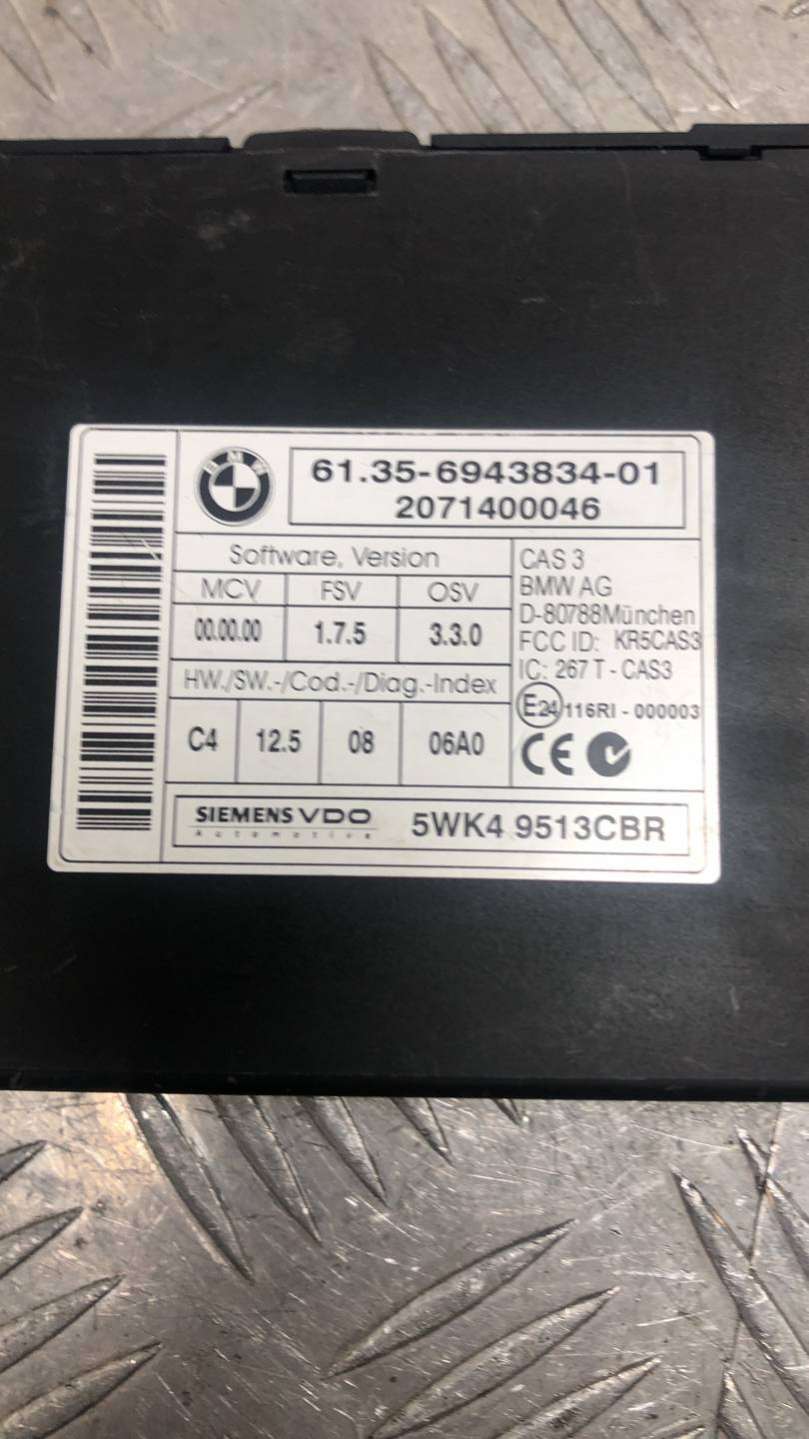 BMW
61.35-6943834-01
2071400046
Software, Version
MCV FSV OSV
00.00.00 1.7.5 3.3.0
HW./SW.-/Cod.-/Diag.-Index
C4 12.5 08 06A0
CAS 3
BMW AG
D-80788München
FCC ID: KR5CAS3
IC: 267 T - CAS3
E24 116RI - 000003
CE
SIEMENS VDO
Automotive
5WK4 9513CBR